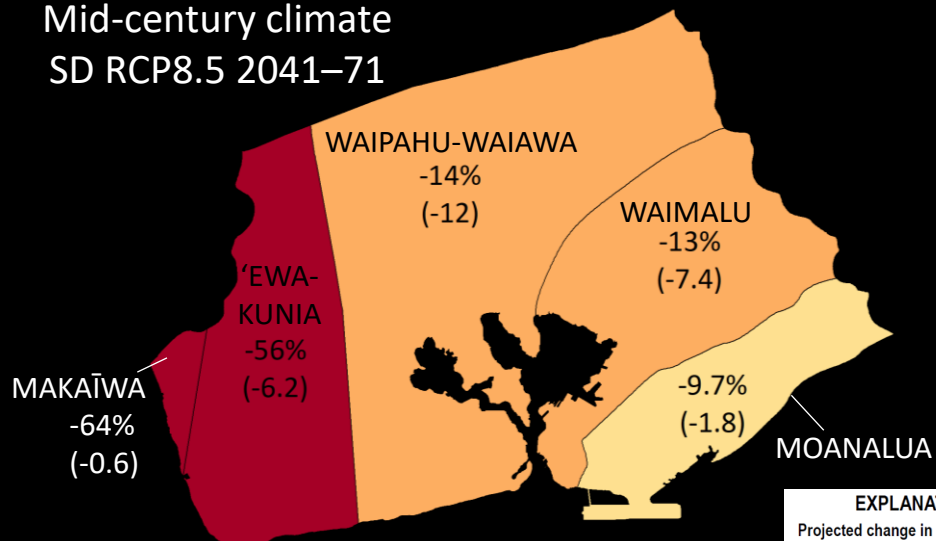 Mid-century climate
SD RCP8.5 2041–71
WAIPAHU-WAIAWA
-14%
(-12)
WAIMALU
-13%
(-7.4)
ʻEWA-
KUNIA
-56%
(-6.2)
MAKAĪWA
-64%
(-0.6)
-9.7%
(-1.8)
MOANALUA
Projected change in